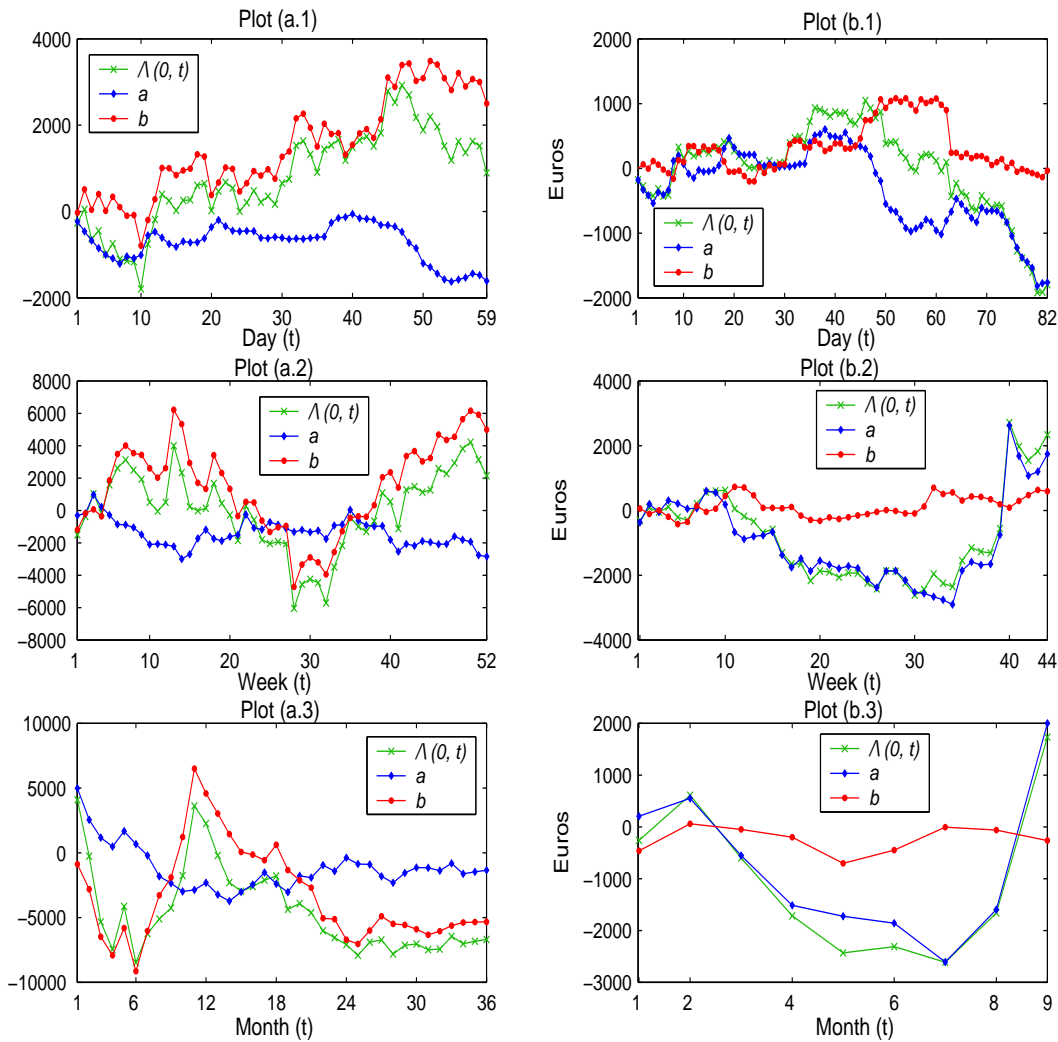 Plot (a.1)
4000
2000
0
−2000
Λ (0, t)
a
b
1 10 20 30 40 50 59
Day (t)
Plot (b.1)
2000
1000
0
−1000
−2000
Euros
Λ (0, t)
a
b
1 10 20 30 40 50 60 70 82
Day (t)
Plot (a.2)
8000
6000
4000
2000
0
−2000
−4000
−6000
−8000
Λ (0, t)
a
b
1 10 20 30 40 52
Week (t)
Plot (b.2)
4000
2000
0
−2000
−4000
Euros
Λ (0, t)
a
b
1 10 20 30 40 44
Week (t)
Plot (a.3)
10000
5000
0
−5000
−10000
Λ (0, t)
a
b
1 6 12 18 24 30 36
Month (t)
Plot (b.3)
2000
1000
0
−1000
−2000
−3000
Euros
Λ (0, t)
a
b
1 2 4 6 8 9
Month (t)